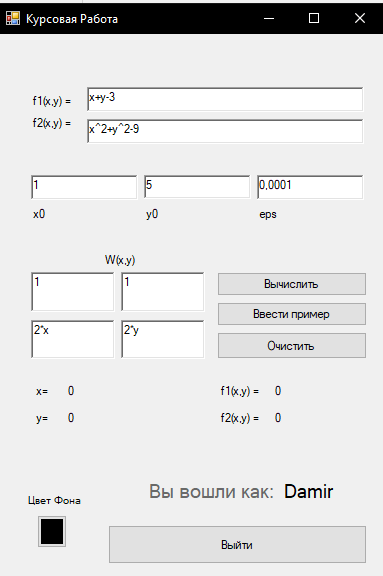 Курсовая Работа
f1(x,y) = x+y-3
f2(x,y) = x^2+y^2-9
1 5 0,0001
x0 y0 eps
W(x,y)
1 1 Вычислить
Ввести пример
2*x 2*y Очистить
x= 0 f1(x,y) = 0
y= 0 f2(x,y) = 0
Вы вошли как: Damir
Цвет Фона
Выйти